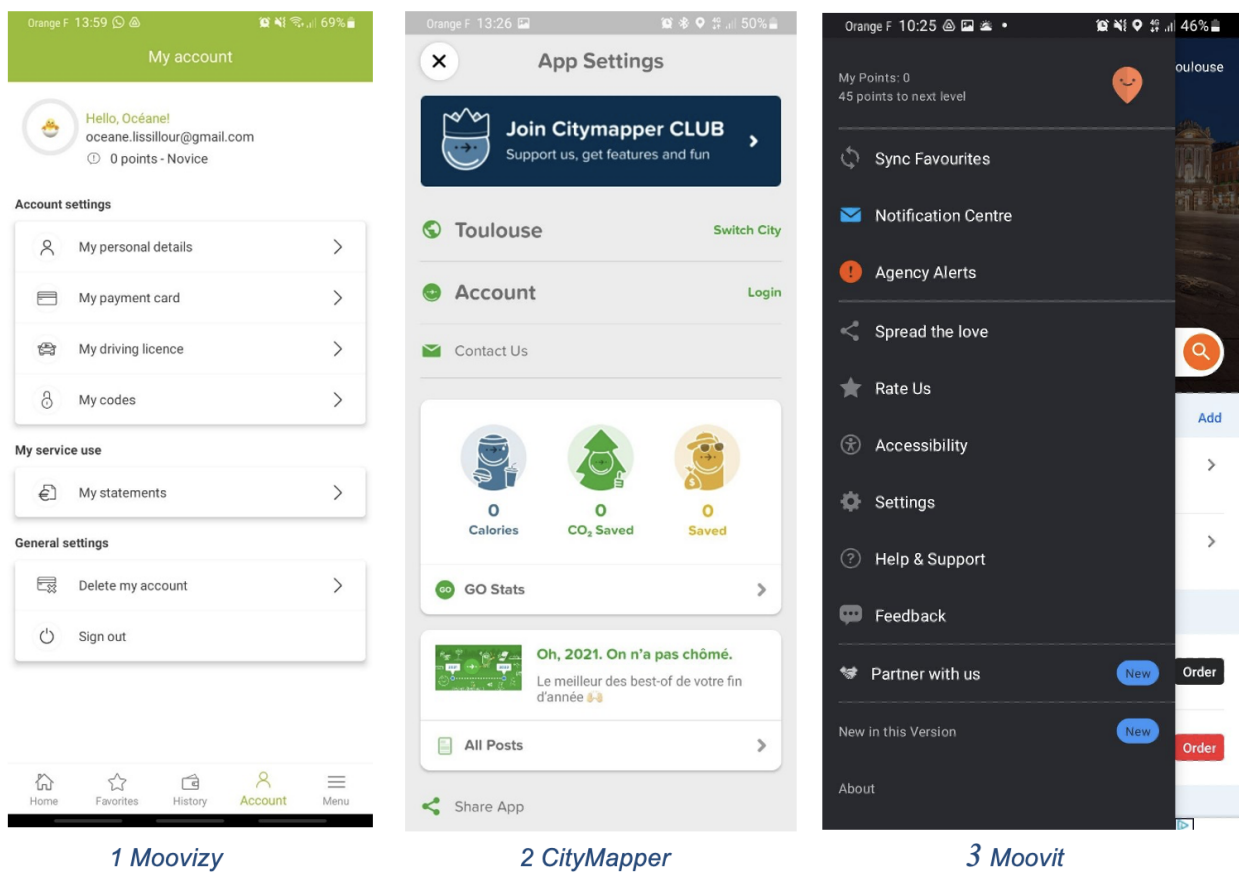 Orange F 13:59 69%
My account
Hello, Océane!
oceane.lissillour@gmail.com
0 points - Novice
Account settings
My personal details
My payment card
My driving licence
My codes
My service use
My statements
General settings
Delete my account
Sign out
Home Favorites History Account Menu
1 Moovizy
Orange F 13:26 50%
App Settings
Join Citymapper CLUB
Support us, get features and fun
Toulouse Switch City
Account Login
Contact Us
0 0 0
Calories CO₂ Saved Saved
GO GO Stats
Oh, 2021. On n'a pas chômé.
Le meilleur des best-of de votre fin
d'année 🙌🏻
All Posts
Share App
2 CityMapper
Orange F 10:25 4G 46%
My Points: 0
45 points to next level
oulouse
Sync Favourites
Notification Centre
Agency Alerts
Spread the love
Rate Us
Add
Accessibility
Settings
Help & Support
Feedback
Partner with us New Order
New in this Version New
Order
About
3 Moovit